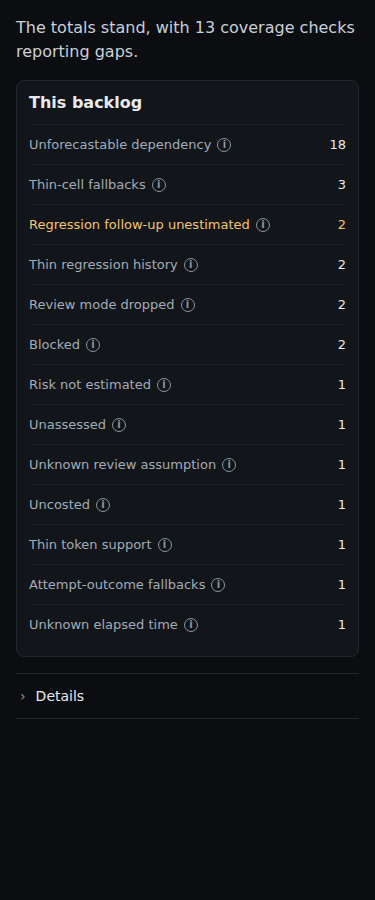 The totals stand, with 13 coverage checks
reporting gaps.
This backlog
Unforecastable dependency i 18
Thin-cell fallbacks i 3
Regression follow-up unestimated i 2
Thin regression history i 2
Review mode dropped i 2
Blocked i 2
Risk not estimated i 1
Unassessed i 1
Unknown review assumption i 1
Uncosted i 1
Thin token support i 1
Attempt-outcome fallbacks i 1
Unknown elapsed time i 1
› Details